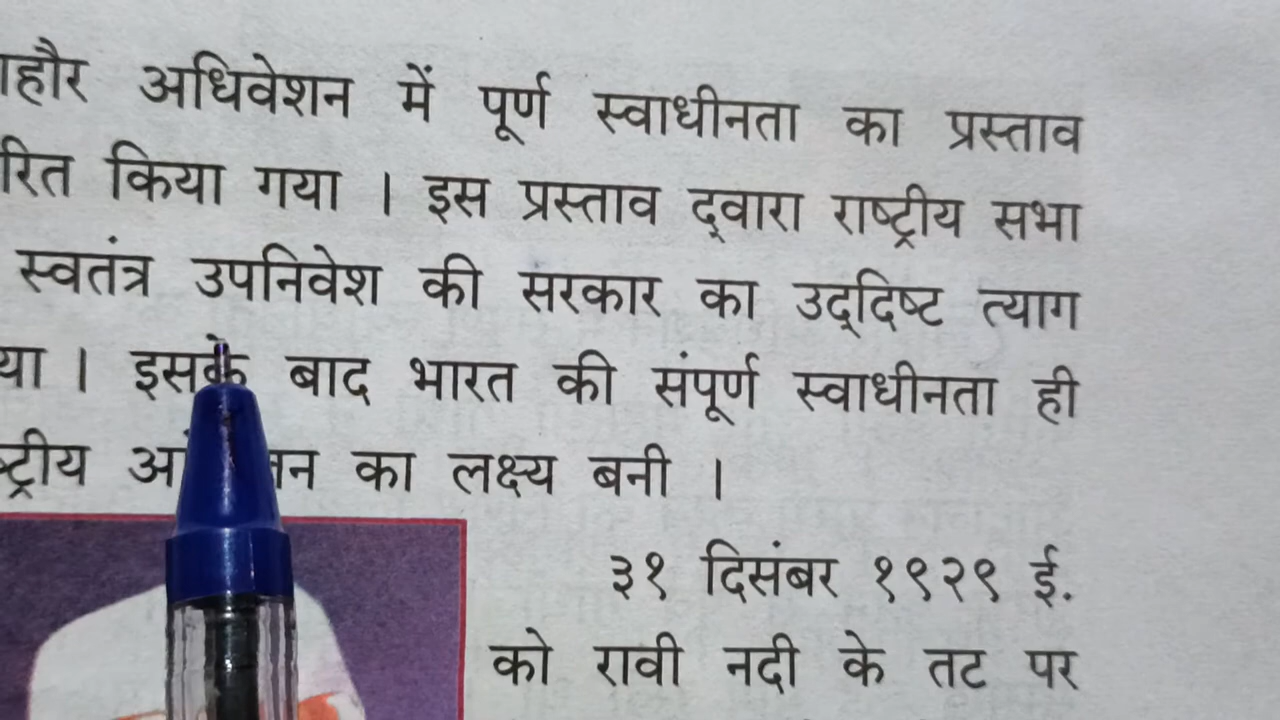 अधिवेशन में पूर्ण स्वाधीनता का प्रस्ताव
किया गया । इस प्रस्ताव द्‌वारा राष्ट्रीय सभा
स्वतंत्र उपनिवेश की सरकार का उद्‌दिष्ट त्याग
। इसके बाद भारत की संपूर्ण स्वाधीनता ही
का लक्ष्य बनी ।
३१ दिसंबर १९२९ ई.
को रावी नदी के तट पर